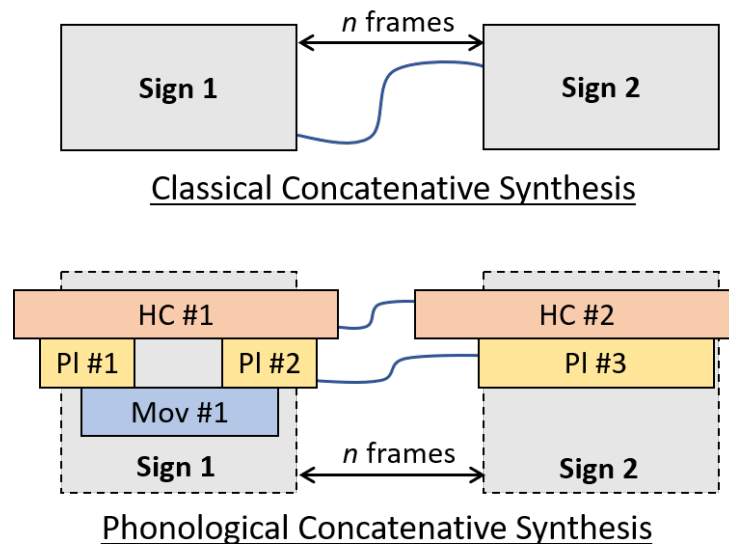 n frames
Sign 1
Sign 2
Classical Concatenative Synthesis
HC #1
HC #2
Pl #1
Pl #2
Pl #3
Mov #1
Sign 1
n frames
Sign 2
Phonological Concatenative Synthesis